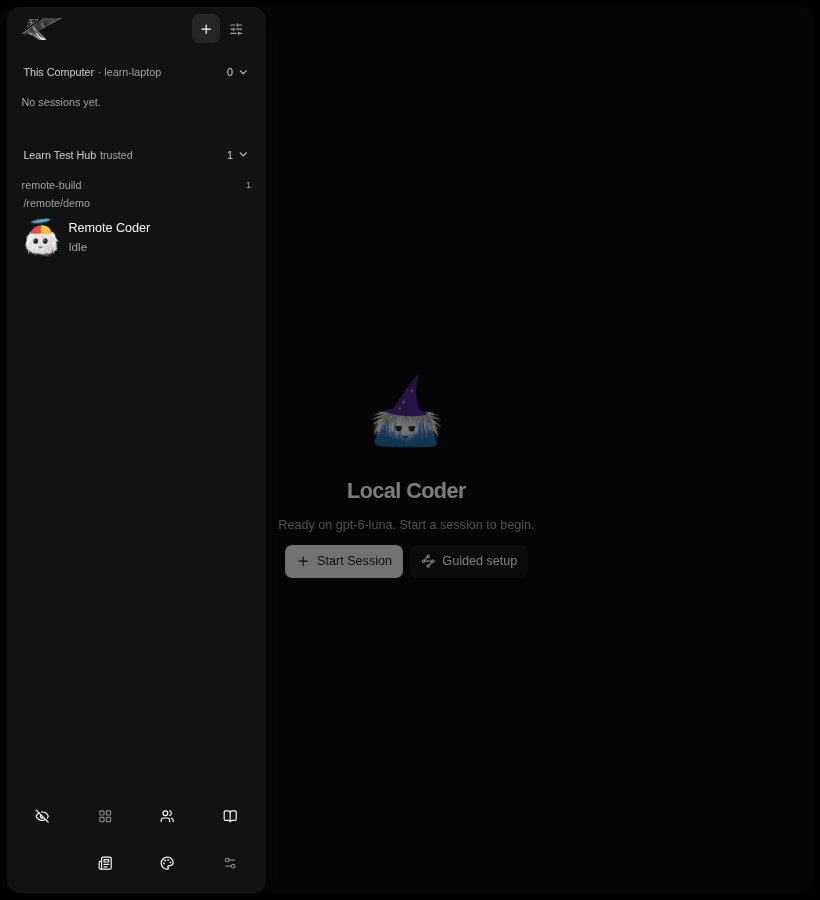 This Computer · learn-laptop 0
No sessions yet.
Learn Test Hub trusted 1
remote-build 1
/remote/demo
Remote Coder
Idle
Local Coder
Ready on gpt-6-luna. Start a session to begin.
Start Session Guided setup